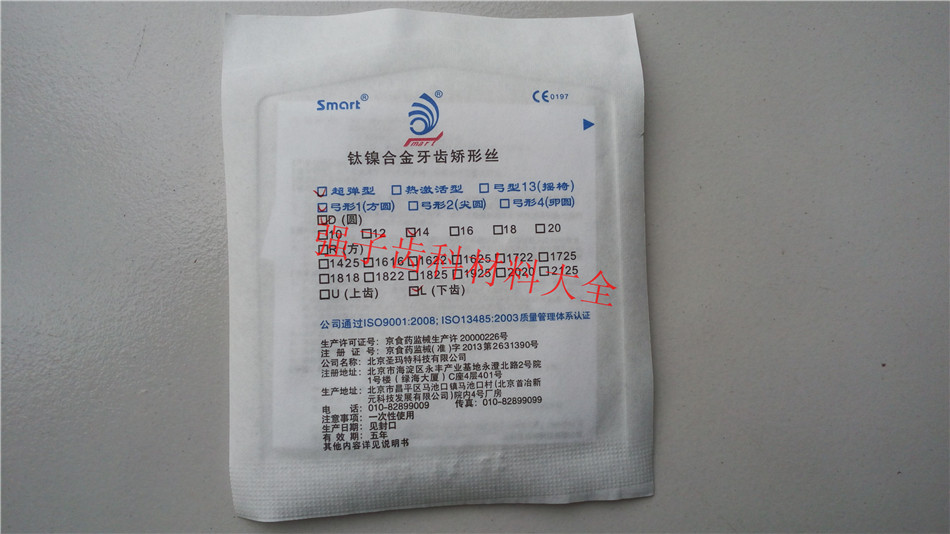 Smart®
®
CE 0197
smart
钛镍合金牙齿矫形丝
☑超弹型 □热激活型 □弓型13(摇椅)
☑弓形1(方圆) □弓形2(尖圆) □弓形4(卵圆)
□D (圆)
□10 □12 ☑14 □16 □18 □20
□R (方)
□1425 □1616 □1622 □1625 □1722 □1725
□1818 □1822 □1825 □1925 □2020 □2125
□U (上齿) ☑L (下齿)
强子齿科材料大全
公司通过ISO9001:2008; ISO13485:2003质量管理体系认证
生产许可证号: 京食药监械生产许20000226号
注 册 证 号: 京食药监械(准)字2013第2631390号
公司名称: 北京圣玛特科技有限公司
注册地址: 北京市海淀区永丰产业基地永澄北路2号院
1号楼(绿海大厦)C座4层401号
生产地址: 北京市昌平区马池口镇马池口村(北京首冶新
元科技发展有限公司)院内4号厂房
电 话: 010-82899009 传真: 010-82899099
注意事项: 一次性使用
生产日期: 见封口
有 效 期: 五年
其他内容详见说明书